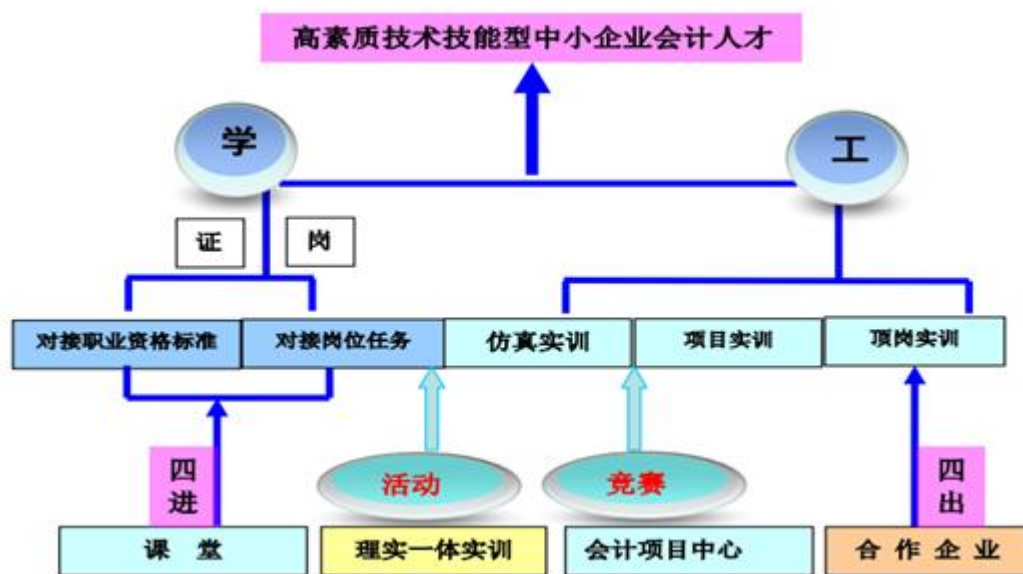 高素质技术技能型中小企业会计人才
学
工
证
岗
对接职业资格标准
对接岗位任务
仿真实训
项目实训
顶岗实训
四进
活动
竞赛
四出
课 堂
理实一体实训
会计项目中心
合 作 企 业